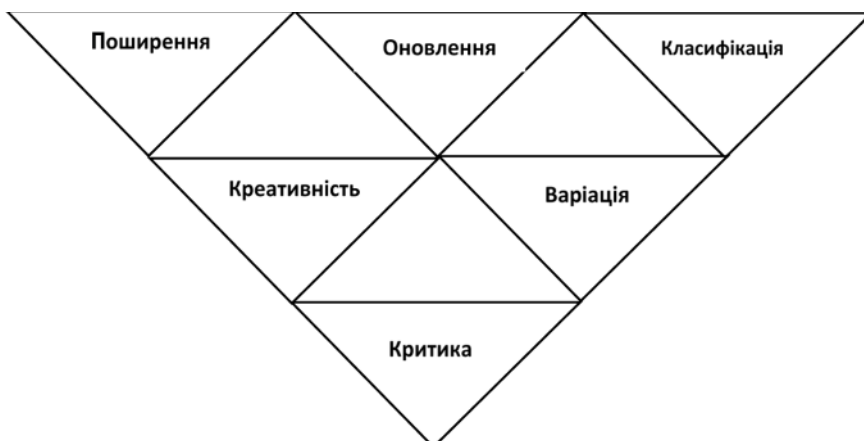 Поширення
Оновлення
Класифікація
Креативність
Варіація
Критика